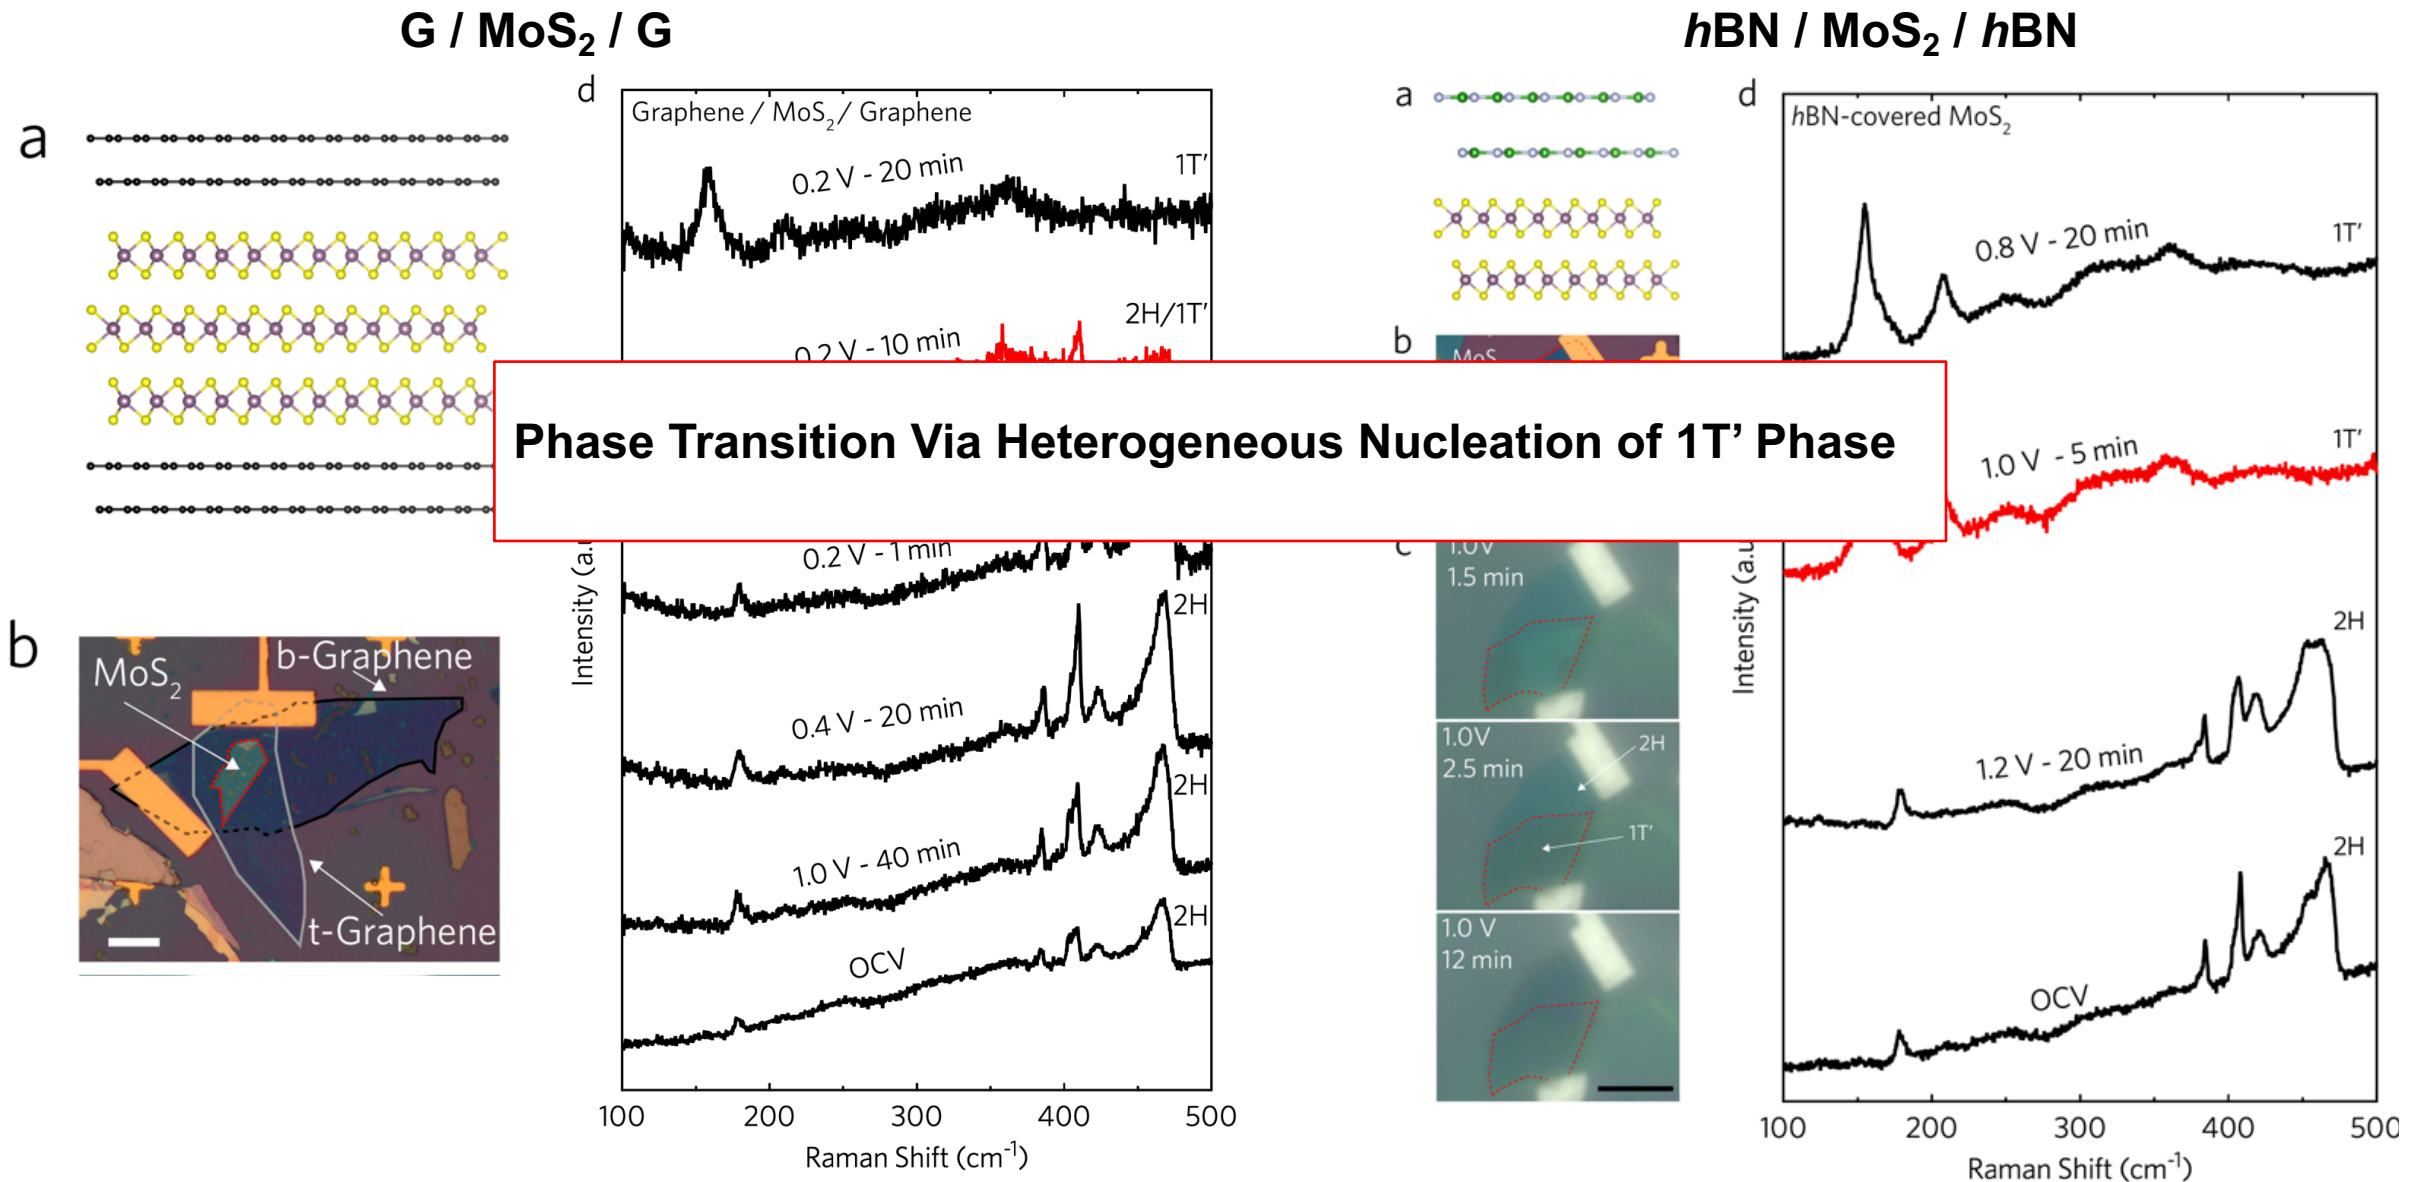 G / MoS₂ / G
a
b
MoS₂
b-Graphene
t-Graphene
d
Graphene / MoS₂ / Graphene
0.2 V - 20 min
1T′
2H/1T′
0.2 V - 10 min
0.2 V - 1 min
2H
0.4 V - 20 min
2H
1.0 V - 40 min
2H
OCV
Intensity (a.u
100 200 300 400 500
Raman Shift (cm⁻¹)
Phase Transition Via Heterogeneous Nucleation of 1T’ Phase
hBN / MoS₂ / hBN
a
b
MoS
c
1.0V
1.5 min
1.0V
2.5 min
2H
1T′
1.0 V
12 min
d
hBN-covered MoS₂
0.8 V - 20 min
1T′
1.0 V - 5 min
1T′
2H
1.2 V - 20 min
2H
OCV
Intensity (a.u
100 200 300 400 500
Raman Shift (cm⁻¹)